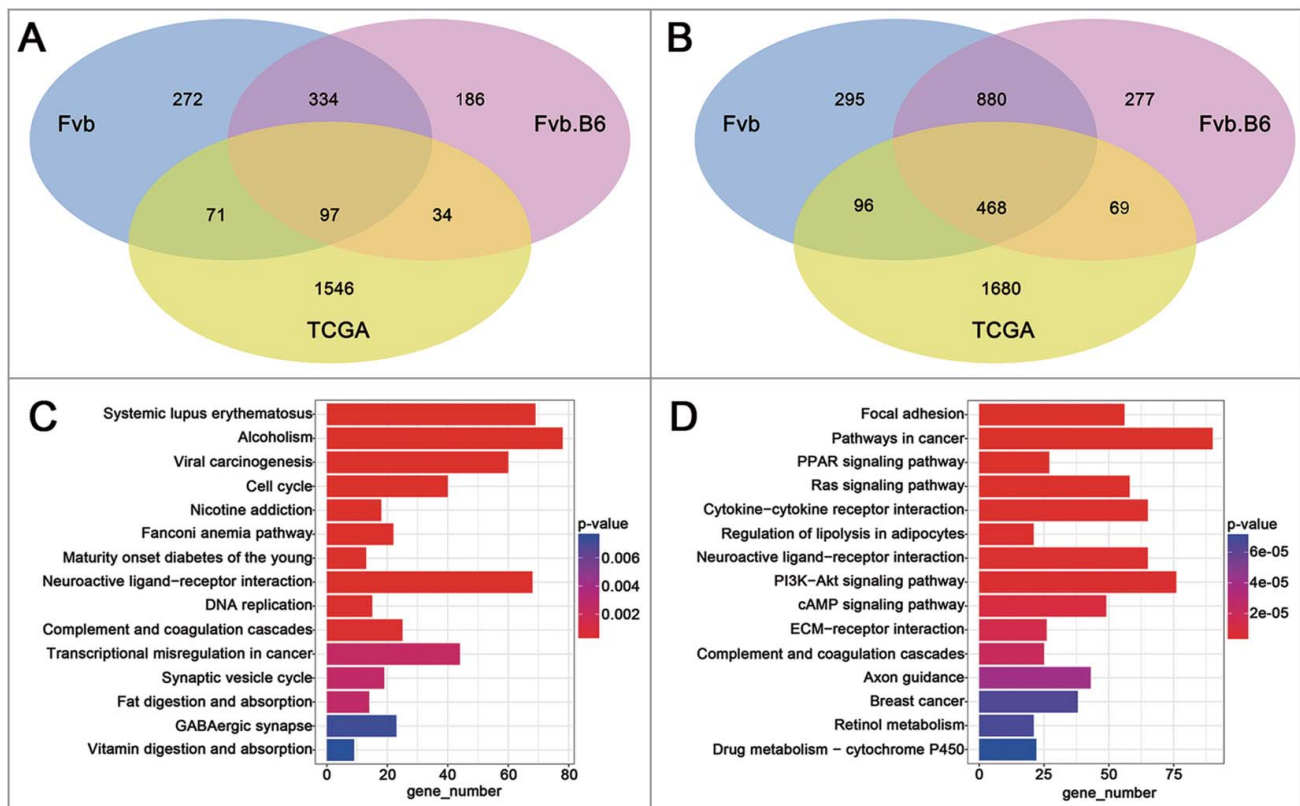 A
272
334
186
Fvb
Fvb.B6
71
97
34
1546
TCGA
B
295
880
277
Fvb
Fvb.B6
96
468
69
1680
TCGA
C
Systemic lupus erythematosus
Alcoholism
Viral carcinogenesis
Cell cycle
Nicotine addiction
Fanconi anemia pathway
Maturity onset diabetes of the young
Neuroactive ligand−receptor interaction
DNA replication
Complement and coagulation cascades
Transcriptional misregulation in cancer
Synaptic vesicle cycle
Fat digestion and absorption
GABAergic synapse
Vitamin digestion and absorption
0 20 40 60 80
gene_number
p-value
0.006
0.004
0.002
D
Focal adhesion
Pathways in cancer
PPAR signaling pathway
Ras signaling pathway
Cytokine−cytokine receptor interaction
Regulation of lipolysis in adipocytes
Neuroactive ligand−receptor interaction
PI3K−Akt signaling pathway
cAMP signaling pathway
ECM−receptor interaction
Complement and coagulation cascades
Axon guidance
Breast cancer
Retinol metabolism
Drug metabolism − cytochrome P450
0 25 50 75
gene_number
p-value
6e-05
4e-05
2e-05